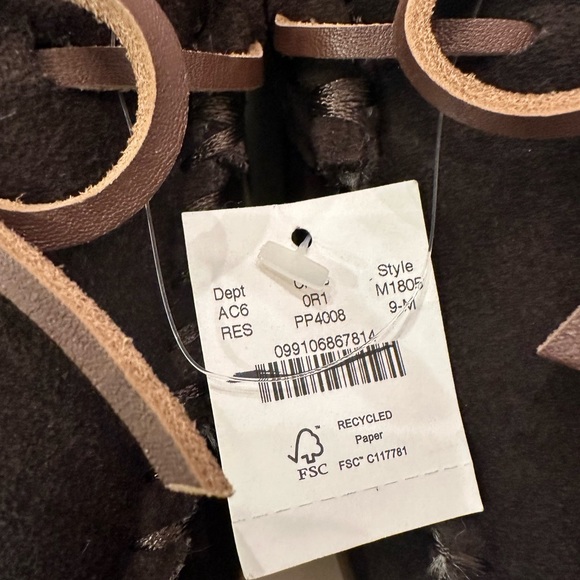 Dept Style
AC6 0R1 M1805
RES PP4008 9-M
099106867814
RECYCLED
Paper
FSC
FSC™ C117781